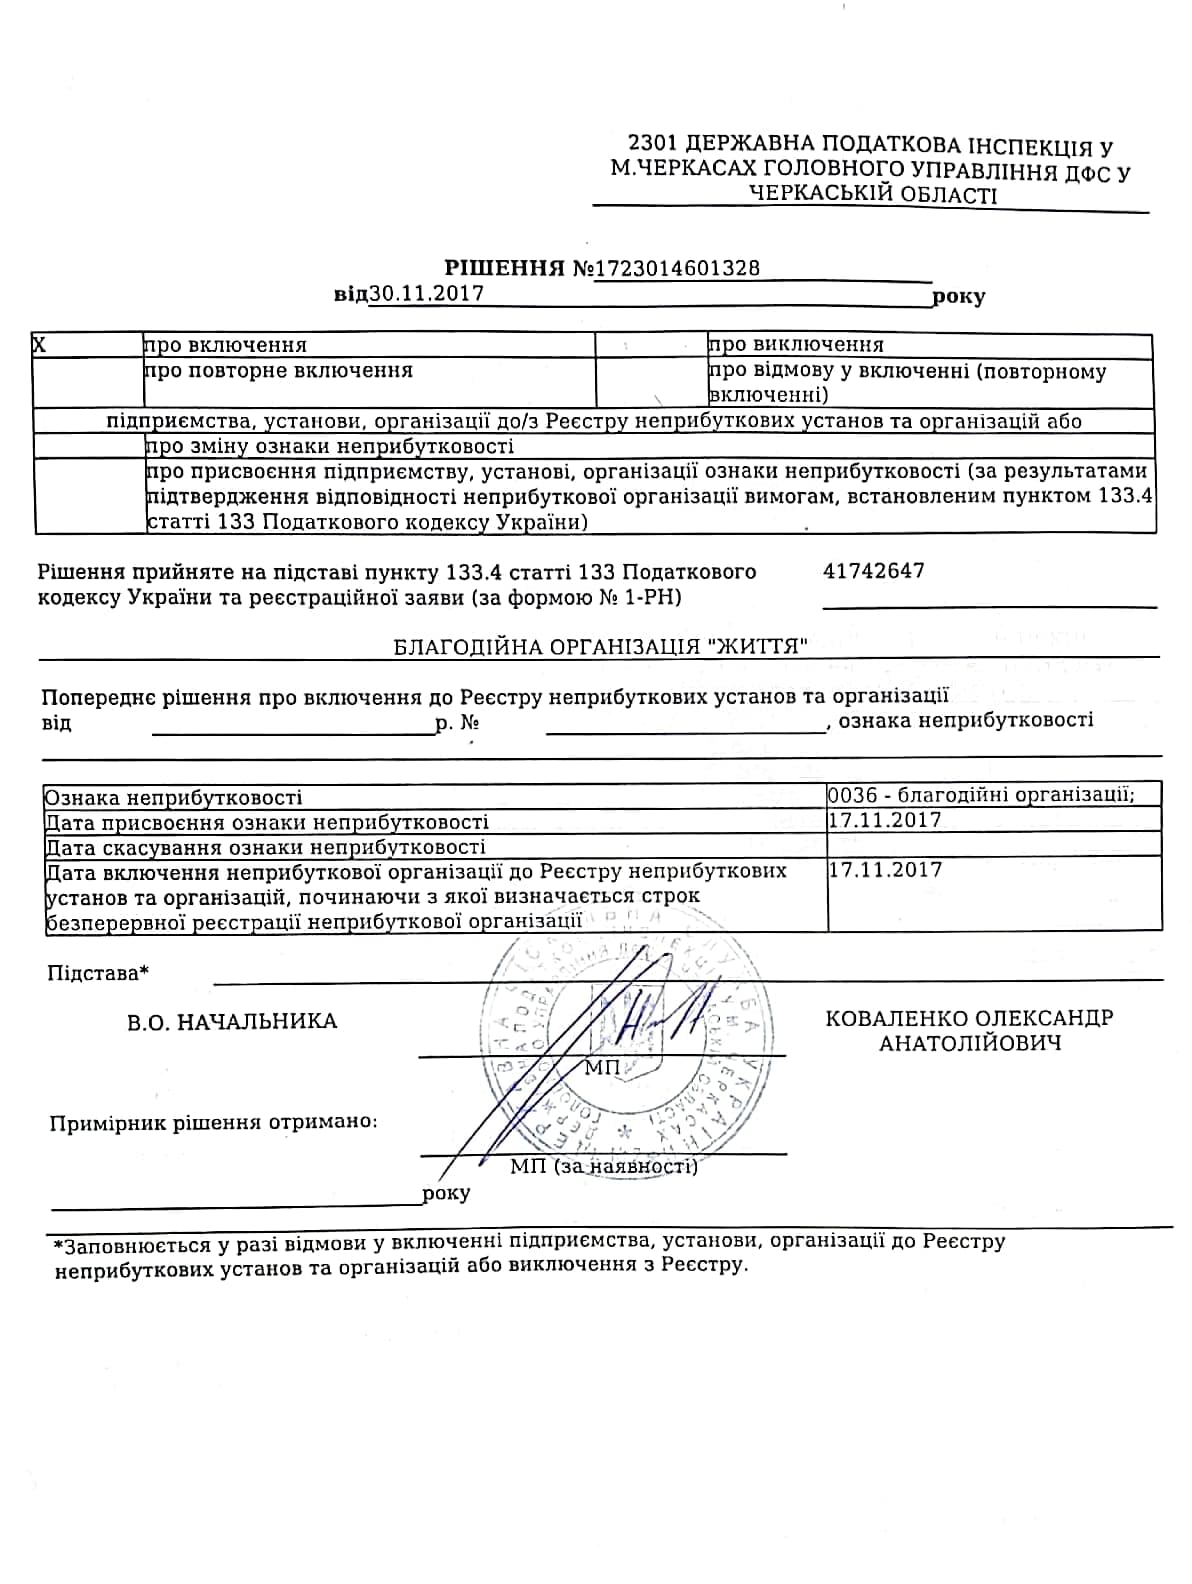 2301 ДЕРЖАВНА ПОДАТКОВА ІНСПЕКЦІЯ У
М.ЧЕРКАСАХ ГОЛОВНОГО УПРАВЛІННЯ ДФС У
ЧЕРКАСЬКІЙ ОБЛАСТІ
РІШЕННЯ №1723014601328
від30.11.2017 року
X про включення про виключення
про повторне включення про відмову у включенні (повторному
включенні)
підприємства, установи, організації до/з Реєстру неприбуткових установ та організацій або
про зміну ознаки неприбутковості
про присвоєння підприємству, установі, організації ознаки неприбутковості (за результатами
підтвердження відповідності неприбуткової організації вимогам, встановленим пунктом 133.4
статті 133 Податкового кодексу України)
Рішення прийняте на підставі пункту 133.4 статті 133 Податкового 41742647
кодексу України та реєстраційної заяви (за формою № 1-РН)
БЛАГОДІЙНА ОРГАНІЗАЦІЯ "ЖИТТЯ"
Попереднє рішення про включення до Реєстру неприбуткових установ та організації
від р. № , ознака неприбутковості
Ознака неприбутковості 0036 - благодійні організації;
Дата присвоєння ознаки неприбутковості 17.11.2017
Дата скасування ознаки неприбутковості
Дата включення неприбуткової організації до Реєстру неприбуткових 17.11.2017
установ та організацій, починаючи з якої визначається строк
безперервної реєстрації неприбуткової організації
Підстава*
В.О. НАЧАЛЬНИКА КОВАЛЕНКО ОЛЕКСАНДР
АНАТОЛІЙОВИЧ
МП
Примірник рішення отримано:
МП (за наявності)
року
*Заповнюється у разі відмови у включенні підприємства, установи, організації до Реєстру
неприбуткових установ та організацій або виключення з Реєстру.